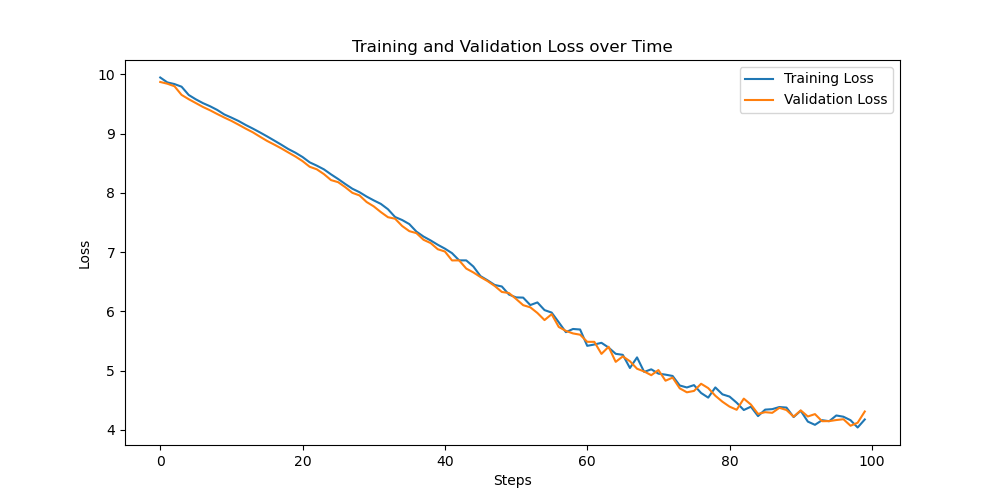 Training and Validation Loss over Time
Training Loss
Validation Loss
10
9
8
7
6
5
4
Loss
0 20 40 60 80 100
Steps